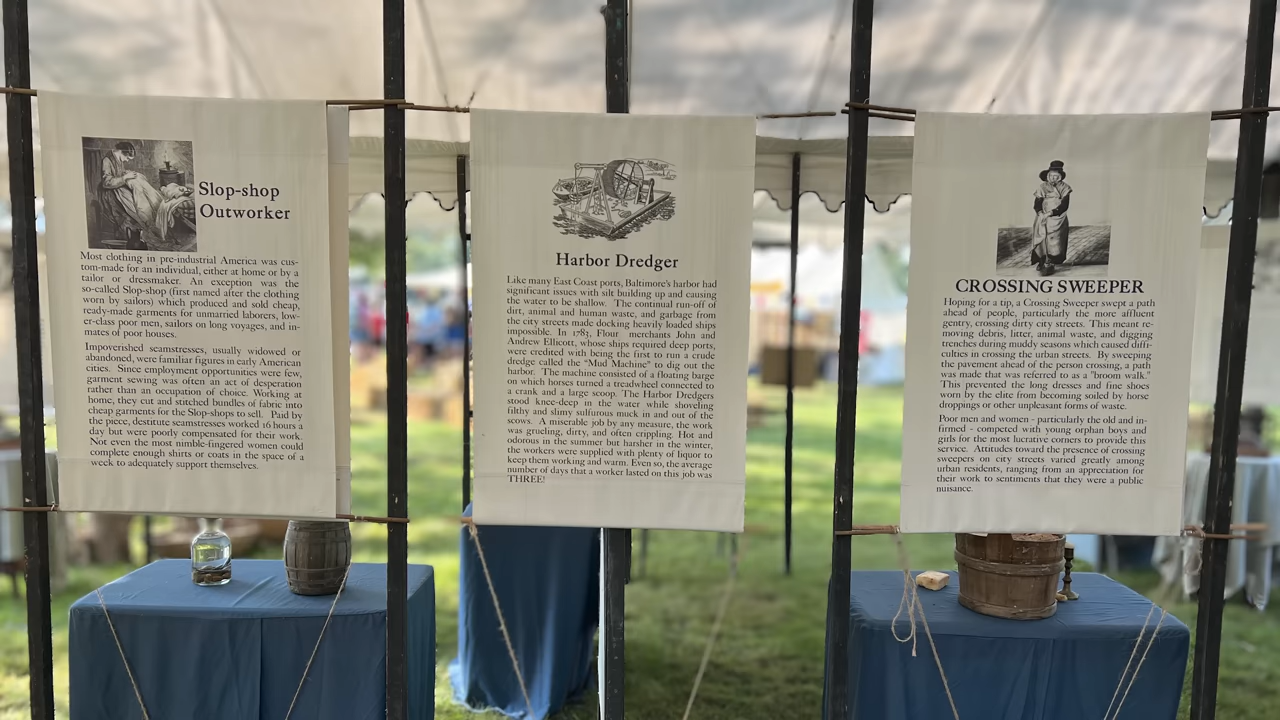 Slop-shop
Outworker
Most clothing in pre-industrial America was cus-
tom-made for an individual, either at home or by a
tailor or dressmaker. An exception was the
so-called Slop-shop (first named after the clothing
worn by sailors) which produced and sold cheap,
ready-made garments for unmarried laborers, low-
er-class poor men, sailors on long voyages, and in-
mates of poor houses.
Impoverished seamstresses, usually widowed or
abandoned, were familiar figures in early American
cities. Since employment opportunities were few,
garment sewing was often an act of desperation
rather than an occupation of choice. Working at
home, they cut and stitched bundles of fabric into
cheap garments for the Slop-shops to sell. Paid by
the piece, destitute seamstresses worked 16 hours a
day but were poorly compensated for their work.
Not even the most nimble-fingered women could
complete enough shirts or coats in the space of a
week to adequately support themselves.
Harbor Dredger
Like many East Coast ports, Baltimore's harbor had
significant issues with silt building up and causing
the water to be shallow. The continual run-off of
dirt, animal and human waste, and garbage from
the city streets made docking heavily loaded ships
impossible. In 1783, Flour merchants John and
Andrew Ellicott, whose ships required deep ports,
were credited with being the first to run a crude
dredge called the "Mud Machine" to dig out the
harbor. The machine consisted of a floating barge
on which horses turned a treadwheel connected to
a crank and a large scoop. The Harbor Dredgers
stood knee-deep in the water while shoveling
filthy and slimy sulfurous muck in and out of the
scows. A miserable job by any measure, the work
was grueling, dirty, and often crippling. Hot and
odorous in the summer but harsher in the winter,
the workers were supplied with plenty of liquor to
keep them working and warm. Even so, the average
number of days that a worker lasted on this job was
THREE!
CROSSING SWEEPER
Hoping for a tip, a Crossing Sweeper swept a path
ahead of people, particularly the more affluent
gentry, crossing dirty city streets. This meant re-
moving debris, litter, animal waste, and digging
trenches during muddy seasons which caused diffi-
culties in crossing the urban streets. By sweeping
the pavement ahead of the person crossing, a path
was made that was referred to as a "broom walk."
This prevented the long dresses and fine shoes
worn by the elite from becoming soiled by horse
droppings or other unpleasant forms of waste.
Poor men and women - particularly the old and in-
firmed - competed with young orphan boys and
girls for the most lucrative corners to provide this
service. Attitudes toward the presence of crossing
sweepers on city streets varied greatly among
urban residents, ranging from an appreciation for
their work to sentiments that they were a public
nuisance.